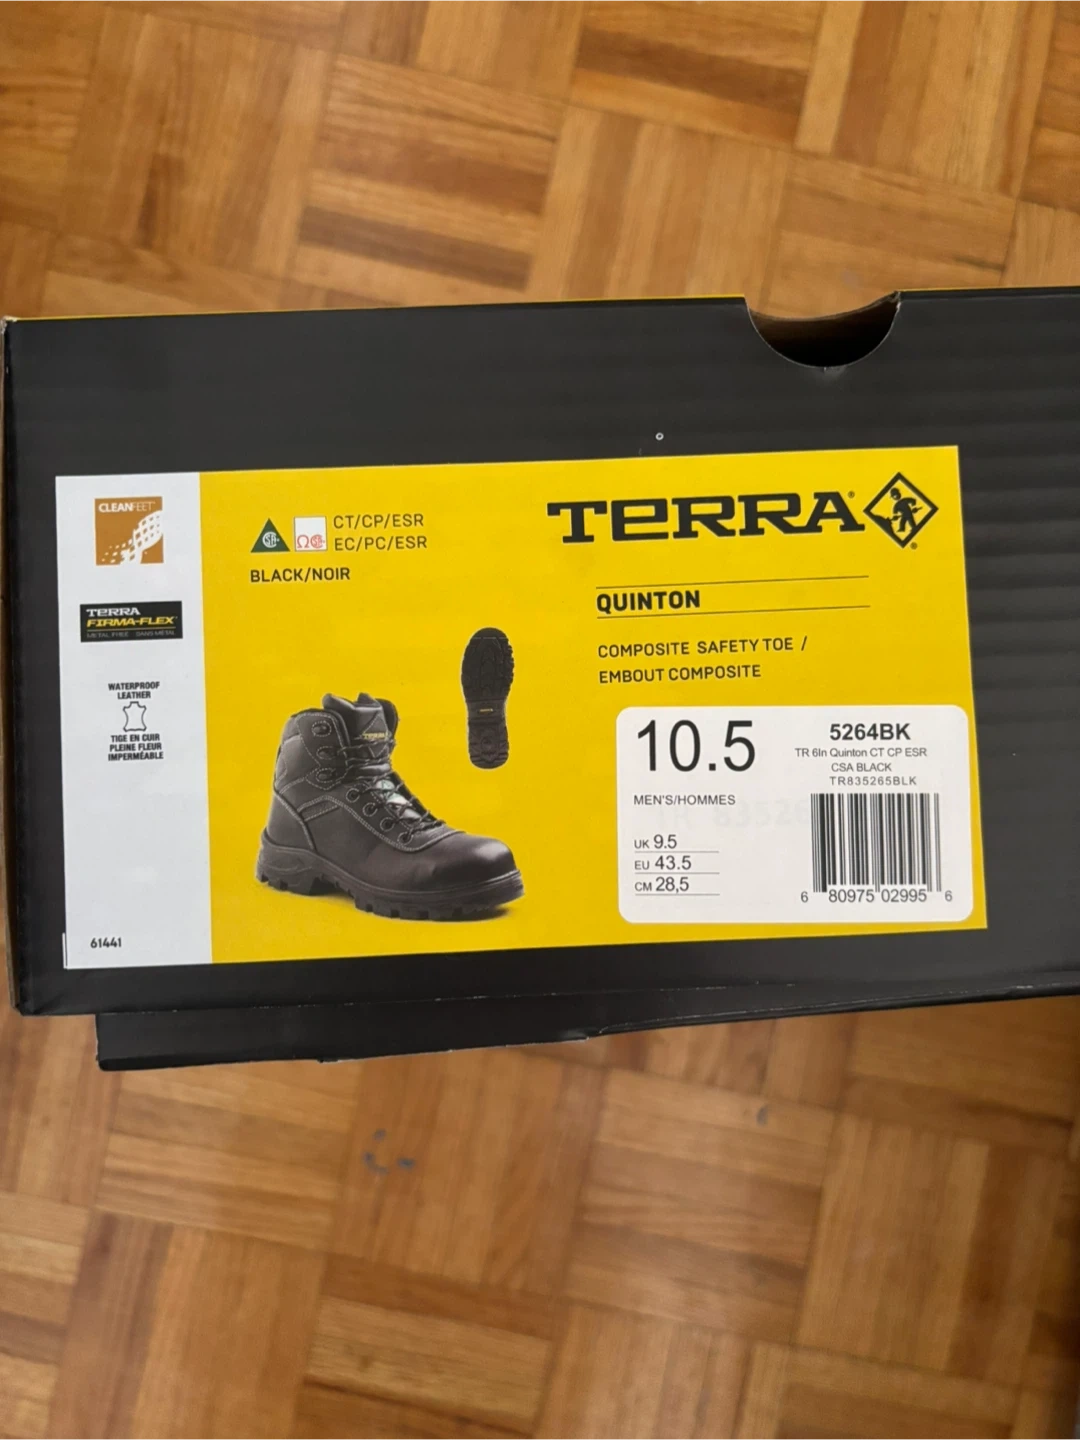 CLEANFEET
TERRA
FIRMA-FLEX
METAL FREE SANS METAL
WATERPROOF
LEATHER
TIGE EN CUIR
PLEINE FLEUR
IMPERMÉABLE
61441
CT/CP/ESR
EC/PC/ESR
BLACK/NOIR
TERRA
QUINTON
COMPOSITE SAFETY TOE /
EMBOUT COMPOSITE
10.5
MEN'S/HOMMES
UK 9.5
EU 43.5
CM 28,5
5264BK
TR 6In Quinton CT CP ESR
CSA BLACK
TR835265BLK
6 80975 02995 6